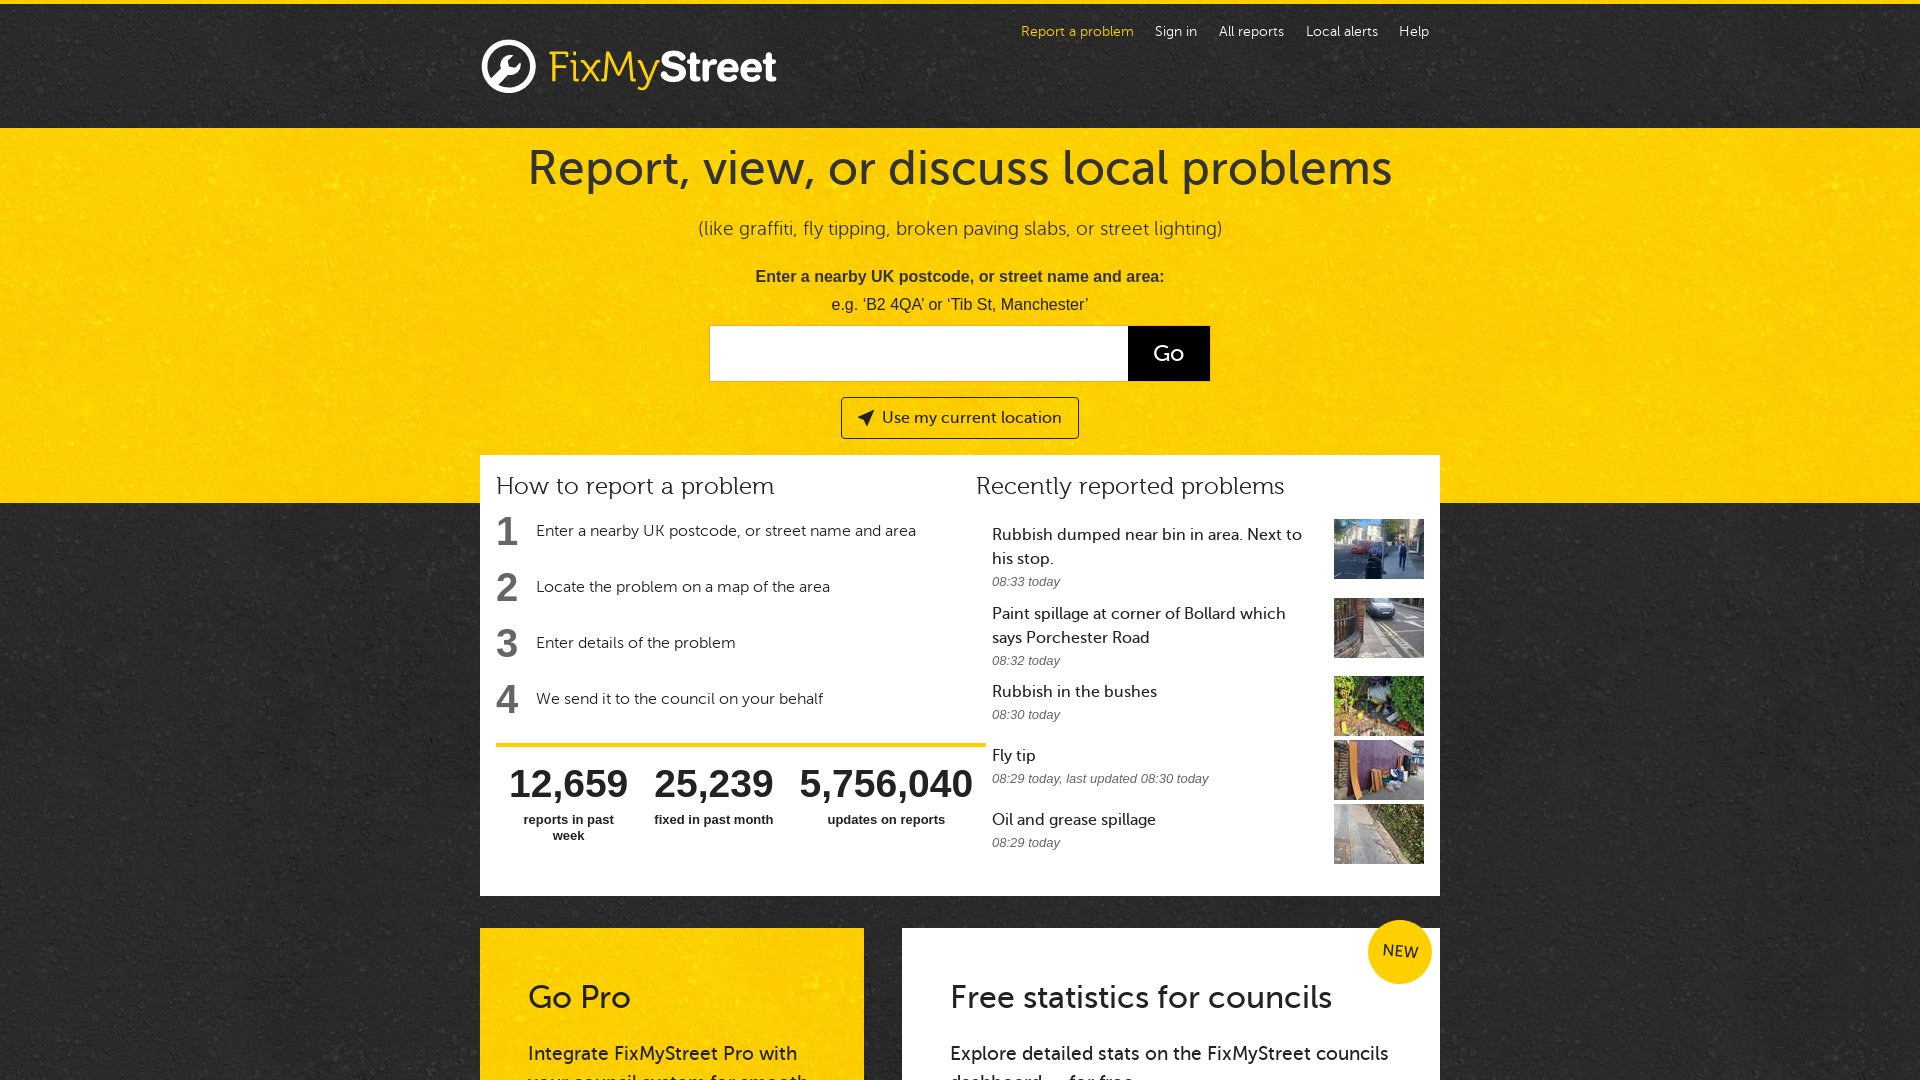 Report a problem
Sign in
All reports
Local alerts
Help
FixMyStreet
Report, view, or discuss local problems
(like graffiti, fly tipping, broken paving slabs, or street lighting)
Enter a nearby UK postcode, or street name and area:
e.g. ‘B2 4QA’ or ‘Tib St, Manchester’
Go
Use my current location
How to report a problem
1 Enter a nearby UK postcode, or street name and area
2 Locate the problem on a map of the area
3 Enter details of the problem
4 We send it to the council on your behalf
12,659
reports in past
week
25,239
fixed in past month
5,756,040
updates on reports
Recently reported problems
Rubbish dumped near bin in area. Next to
his stop.
08:33 today
Paint spillage at corner of Bollard which
says Porchester Road
08:32 today
Rubbish in the bushes
08:30 today
Fly tip
08:29 today, last updated 08:30 today
Oil and grease spillage
08:29 today
Go Pro
Integrate FixMyStreet Pro with
your council system for smooth
NEW
Free statistics for councils
Explore detailed stats on the FixMyStreet councils
dashboard — for free